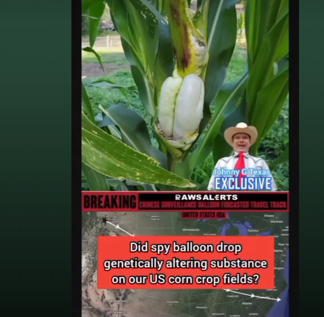 Johnny G Texas
EXCLUSIVE
RAWSALERTS
BREAKING CHINESE SURVEILLANCE BALLOON FORECASTED TRAVEL TRACK
UNITED STATES USA
Did spy balloon drop
genetically altering substance
on our US corn crop fields?